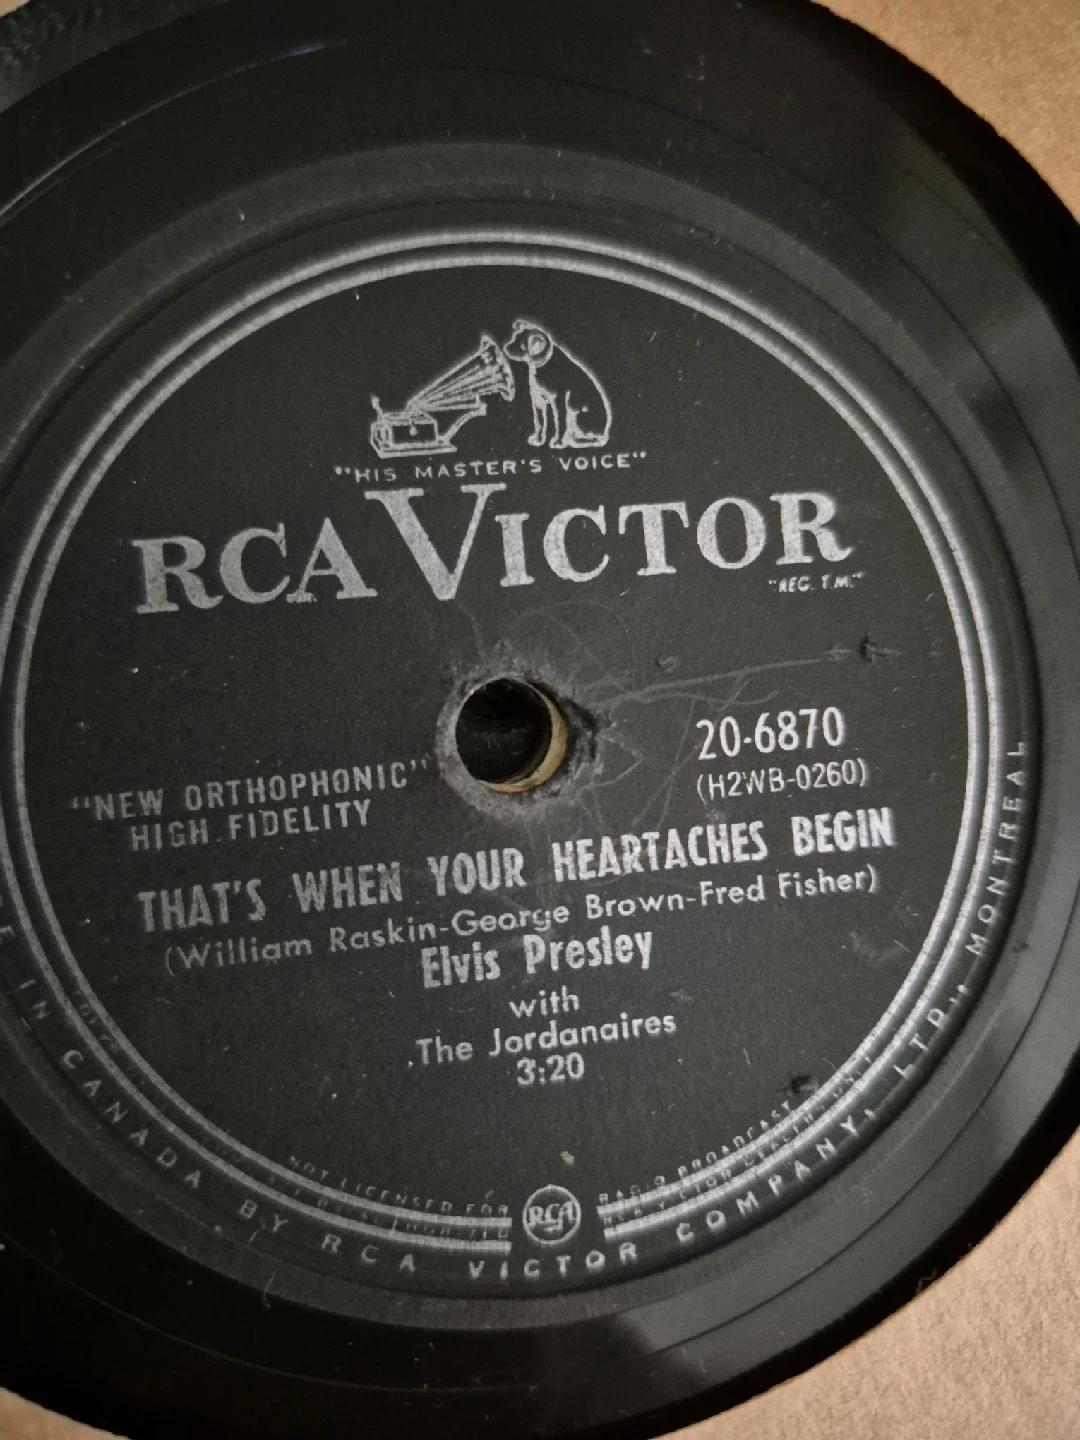 "HIS MASTER'S VOICE"
RCA VICTOR
"REG. T.M."
20-6870
(H2WB-0260)
"NEW ORTHOPHONIC"
HIGH FIDELITY
THAT'S WHEN YOUR HEARTACHES BEGIN
(William Raskin-George Brown-Fred Fisher)
Elvis Presley
with
The Jordanaires
3:20
NOT LICENSED FOR RADIO BROADCAST
RCA
IN CANADA BY RCA VICTOR COMPANY, LTD., MONTREAL